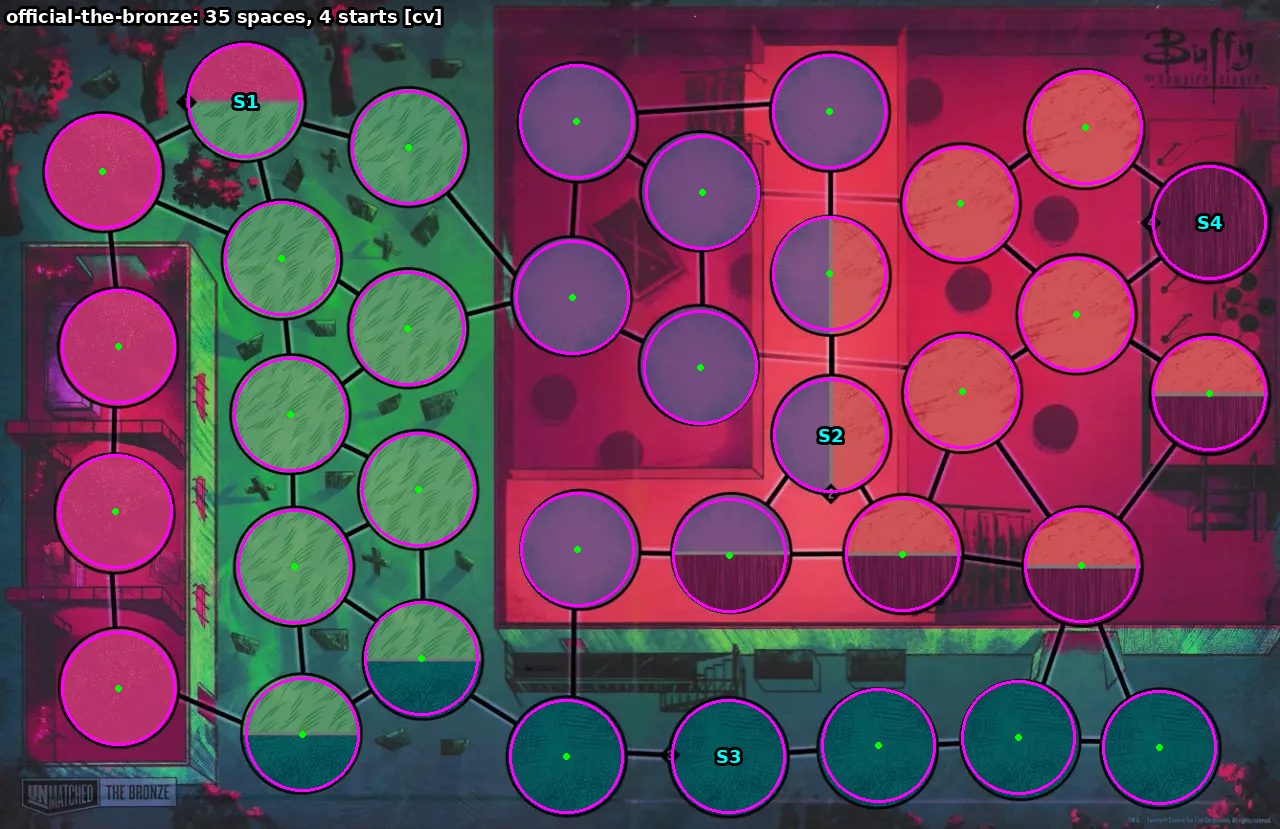 official-the-bronze: 35 spaces, 4 starts [cv]
Buffy
the vampire slayer
S1
S4
S2
2
S3
UNMATCHED THE BRONZE